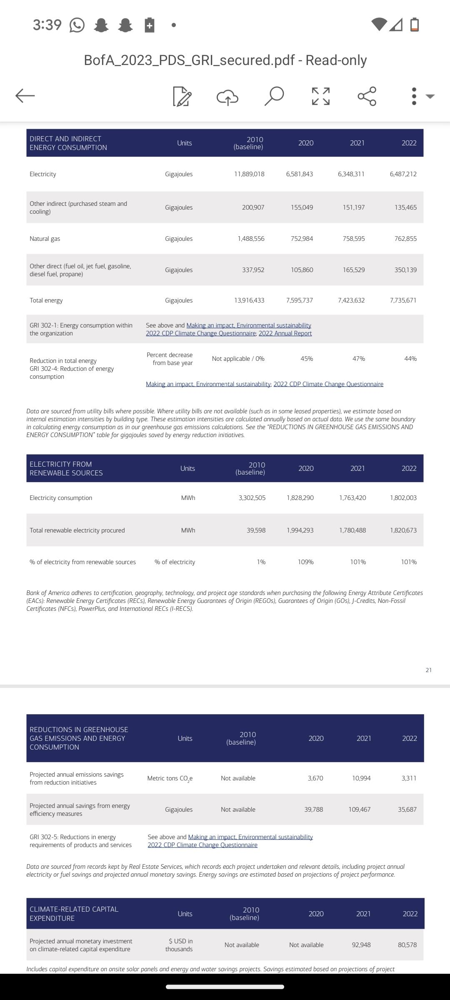 3:39
BofA_2023_PDS_GRI_secured.pdf - Read-only
DIRECT AND INDIRECT
ENERGY CONSUMPTION Units 2010 (baseline) 2020 2021 2022
Electricity Gigajoules 11,889,018 6,581,843 6,348,311 6,487,212
Other indirect (purchased steam and
cooling) Gigajoules 200,907 155,049 151,197 135,465
Natural gas Gigajoules 1,488,556 752,984 758,595 762,855
Other direct (fuel oil, jet fuel, gasoline,
diesel fuel, propane) Gigajoules 337,952 105,860 165,529 350,139
Total energy Gigajoules 13,916,433 7,595,737 7,423,632 7,735,671
GRI 302-1: Energy consumption within
the organization
See above and Making an impact, Environmental sustainability
2022 CDP Climate Change Questionnaire; 2022 Annual Report
Reduction in total energy
GRI 302-4: Reduction of energy
consumption
Percent decrease
from base year Not applicable / 0% 45% 47% 44%
Making an impact, Environmental sustainability; 2022 CDP Climate Change Questionnaire
Data are sourced from utility bills where possible. Where utility bills are not available (such as in some leased properties), we estimate based on
internal estimation intensities by building type. These estimation intensities are calculated annually based on actual data. We use the same boundary
in calculating energy consumption as in our greenhouse gas emissions calculations. See the “REDUCTIONS IN GREENHOUSE GAS EMISSIONS AND
ENERGY CONSUMPTION” table for gigajoules saved by energy reduction initiatives.
ELECTRICITY FROM
RENEWABLE SOURCES Units 2010 (baseline) 2020 2021 2022
Electricity consumption MWh 3,302,505 1,828,290 1,763,420 1,802,003
Total renewable electricity procured MWh 39,598 1,994,293 1,780,488 1,820,673
% of electricity from renewable sources % of electricity 1% 109% 101% 101%
Bank of America adheres to certification, geography, technology, and project age standards when purchasing the following Energy Attribute Certificates
(EACs): Renewable Energy Certificates (RECs), Renewable Energy Guarantees of Origin (REGOs), Guarantees of Origin (GOs), J-Credits, Non-Fossil
Certificates (NFCs), PowerPlus, and International RECs (I-RECS).
21
REDUCTIONS IN GREENHOUSE
GAS EMISSIONS AND ENERGY
CONSUMPTION Units 2010 (baseline) 2020 2021 2022
Projected annual emissions savings
from reduction initiatives Metric tons CO₂e Not available 3,670 10,994 3,311
Projected annual savings from energy
efficiency measures Gigajoules Not available 39,788 109,467 35,687
GRI 302-5: Reductions in energy
requirements of products and services
See above and Making an impact, Environmental sustainability
2022 CDP Climate Change Questionnaire
Data are sourced from records kept by Real Estate Services, which records each project undertaken and relevant details, including project annual
electricity or fuel savings and projected annual monetary savings. Energy savings are estimated based on projections of project performance.
CLIMATE-RELATED CAPITAL
EXPENDITURE Units 2010 (baseline) 2020 2021 2022
Projected annual monetary investment
on climate-related capital expenditure $ USD in thousands Not available Not available 92,948 80,578
Includes capital expenditure on onsite solar panels and energy and water savings projects. Savings estimated based on projections of project